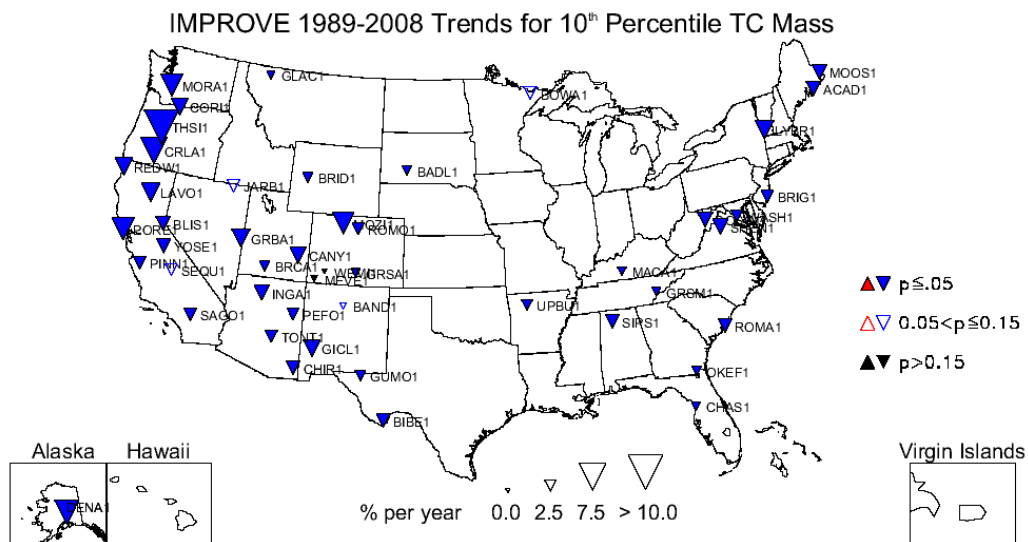 IMPROVE 1989-2008 Trends for 10th Percentile TC Mass
GLAC1
MOOS1
ACAD1
MORA1
BOWA1
CORI1
THSI1
LYBR1
CRLA1
REDW1
BADL1
BRID1
JARB1
LAVO1
BRIG1
WASH1
BLIS1
MOZI1
ROMO1
PORE1
SHEN1
GRBA1
YOSE1
CANY1
PINN1
BRCA1
SEQU1
WEMI1
GRSA1
MACA1
MEVE1
p≤.05
INGA1
GRSM1
BAND1
UPBU1
SAGO1
PEFO1
SIPS1
ROMA1
0.05<p≤0.15
TONT1
GICL1
p>0.15
CHIR1
GUMO1
OKEF1
CHAS1
BIBE1
Alaska
Hawaii
Virgin Islands
DENA1
% per year 0.0 2.5 7.5 > 10.0